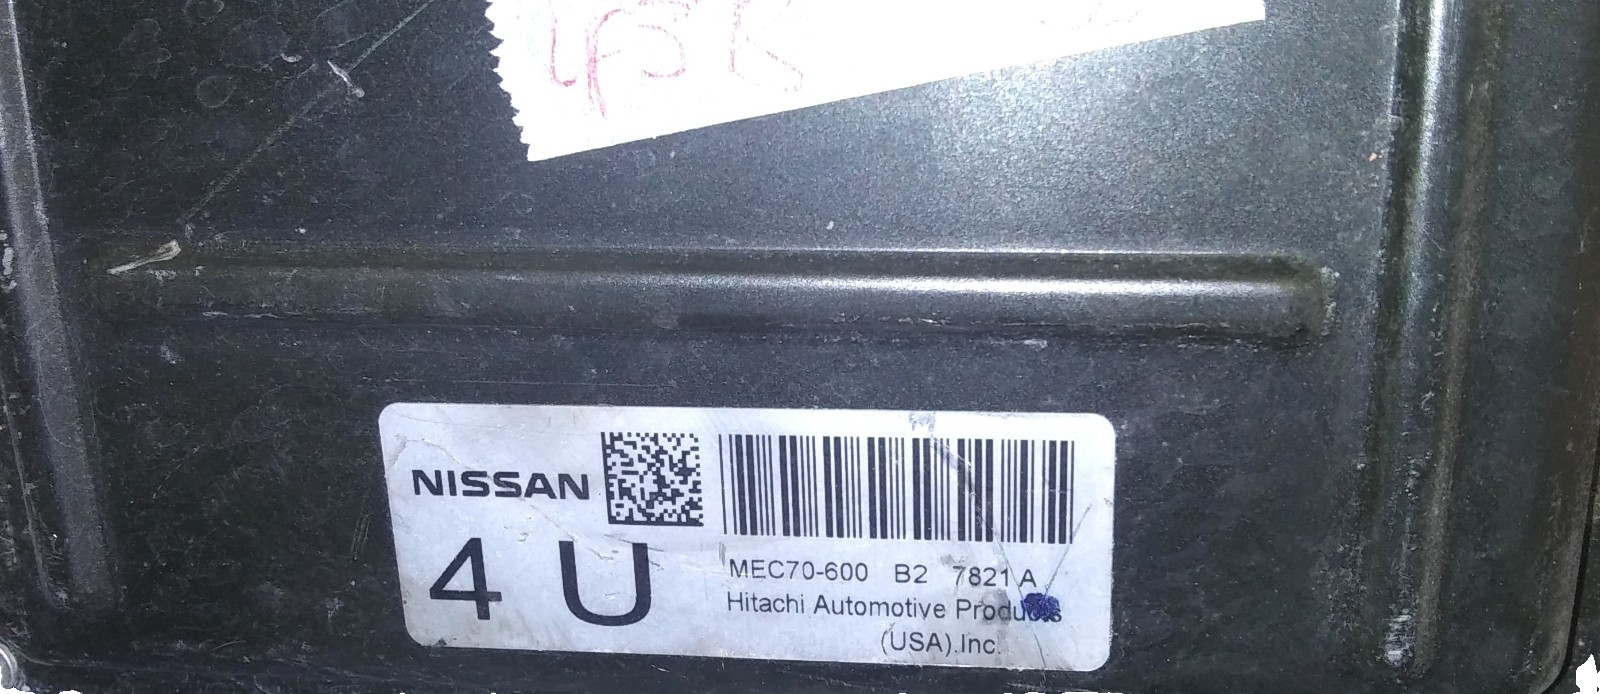 NISSAN
4 U
MEC70-600 B2 7821 A
Hitachi Automotive Products
(USA).Inc.